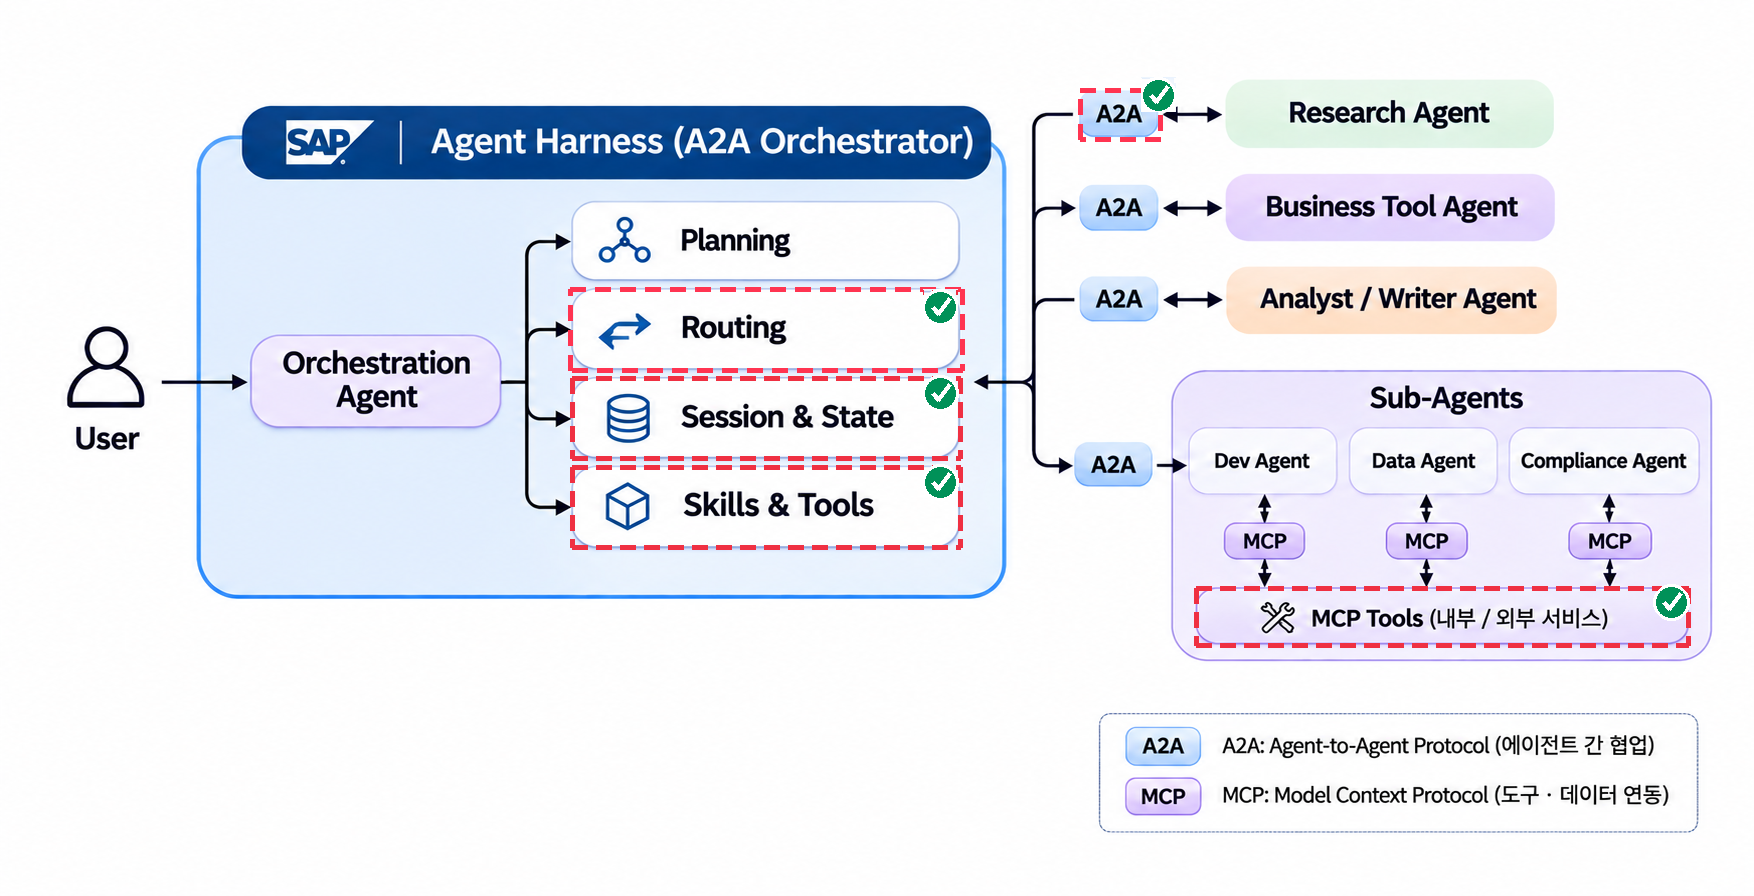 SAP
Agent Harness (A2A Orchestrator)
Planning
Routing
Session & State
Skills & Tools
Orchestration
Agent
User
A2A
Research Agent
A2A
Business Tool Agent
A2A
Analyst / Writer Agent
A2A
Sub-Agents
Dev Agent
Data Agent
Compliance Agent
MCP
MCP
MCP
MCP Tools (내부 / 외부 서비스)
A2A
A2A: Agent-to-Agent Protocol (에이전트 간 협업)
MCP
MCP: Model Context Protocol (도구 · 데이터 연동)